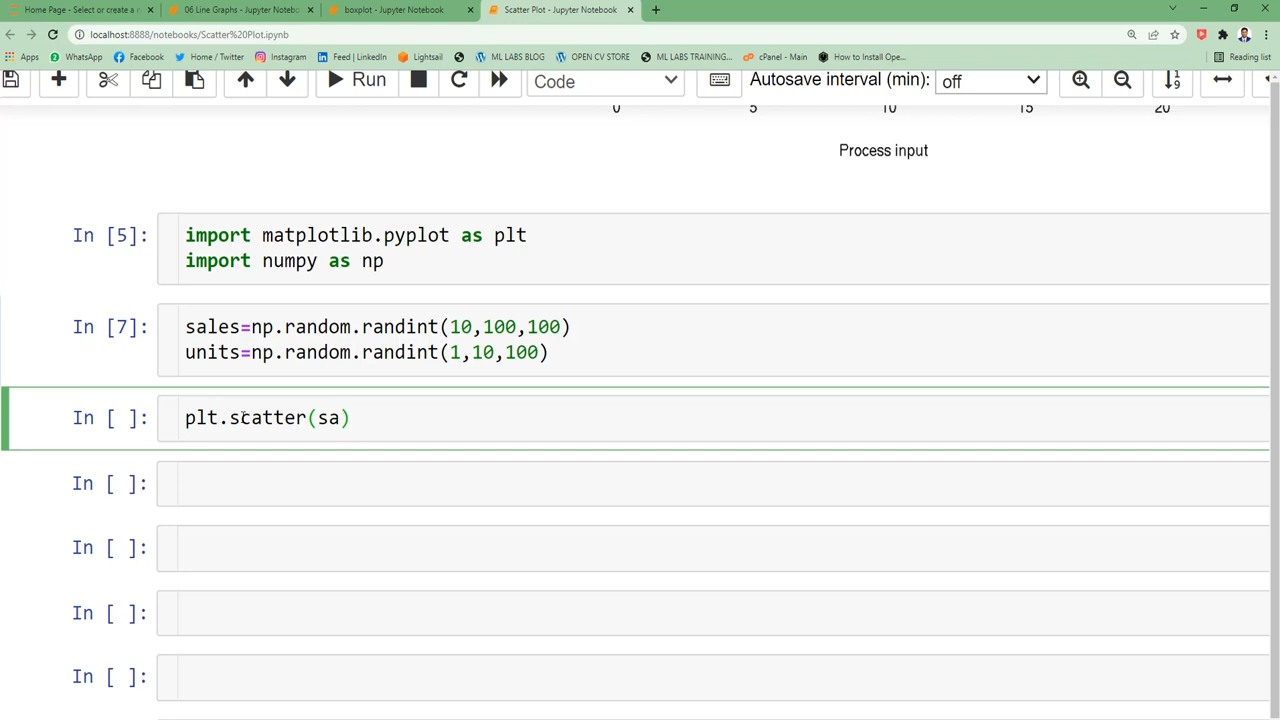 Home Page - Select or create a n
06 Line Graphs - Jupyter Notebo
boxplot - Jupyter Notebook
Scatter Plot - Jupyter Notebook
localhost:8888/notebooks/Scatter%20Plot.ipynb
Apps
WhatsApp
Facebook
Home / Twitter
Instagram
Feed | LinkedIn
Lightsail
ML LABS BLOG
OPEN CV STORE
ML LABS TRAINING...
cPanel - Main
How to Install Ope...
Reading list
Run
Code
Autosave interval (min):
off
0 5 10 15 20
Process input
In [5]:
import matplotlib.pyplot as plt
import numpy as np
In [7]:
sales=np.random.randint(10,100,100)
units=np.random.randint(1,10,100)
In [ ]:
plt.scatter(sa)
In [ ]:
In [ ]:
In [ ]:
In [ ]: